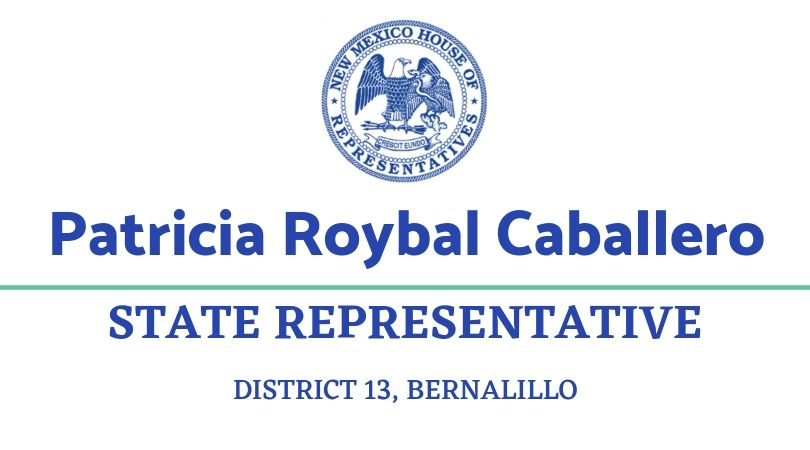 NEW MEXICO HOUSE OF
REPRESENTATIVES
CRESCIT EUNDO
Patricia Roybal Caballero
STATE REPRESENTATIVE
DISTRICT 13, BERNALILLO